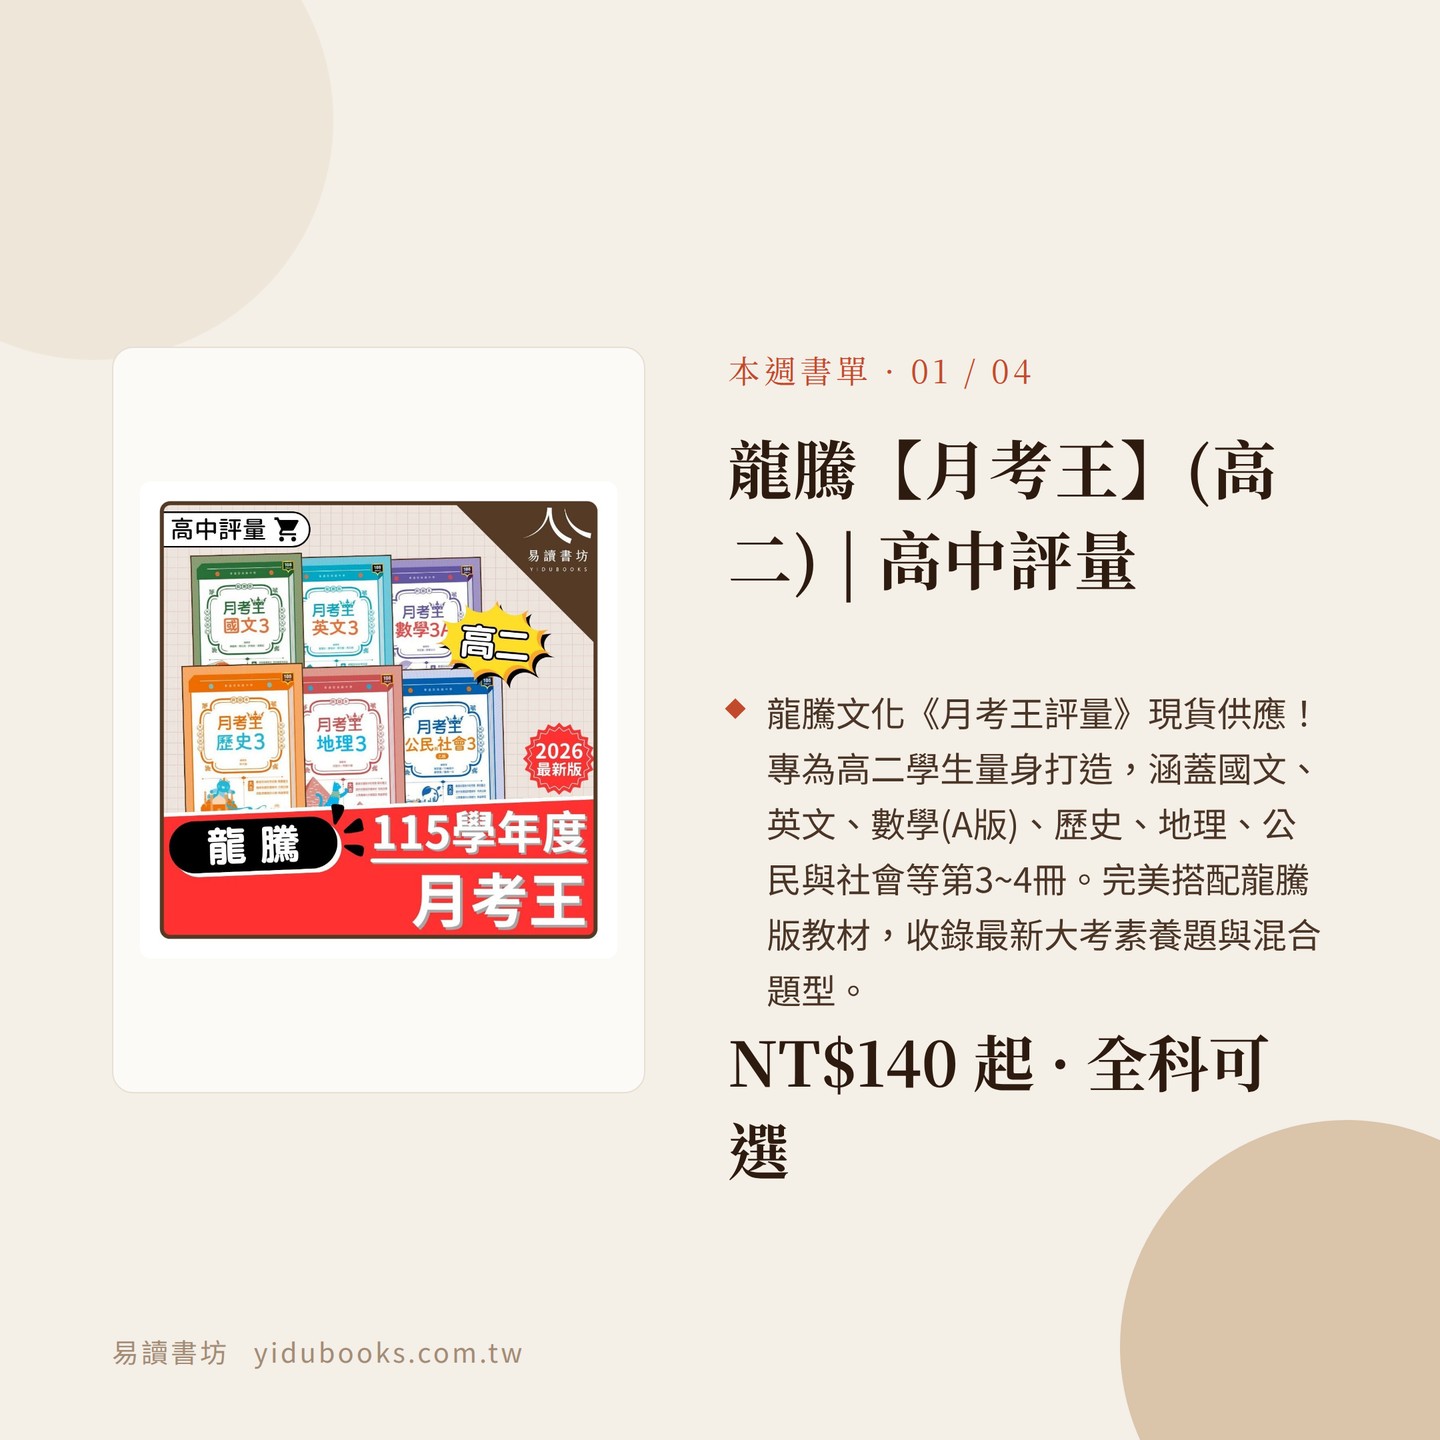 本週書單 · 01 / 04
龍騰【月考王】(高
二) | 高中評量
龍騰文化《月考王評量》現貨供應！
專為高二學生量身打造，涵蓋國文、
英文、數學(A版)、歷史、地理、公
民與社會等第3~4冊。完美搭配龍騰
版教材，收錄最新大考素養題與混合
題型。
NT$140 起 · 全科可
選
高中評量
易讀書坊
YIDUBOOKS
月考王
國文3
月考王
英文3
月考王
數學3A
高二
月考王
歷史3
月考王
地理3
月考王
公民與社會3
2026
最新版
龍騰
115學年度
月考王
易讀書坊 yidubooks.com.tw